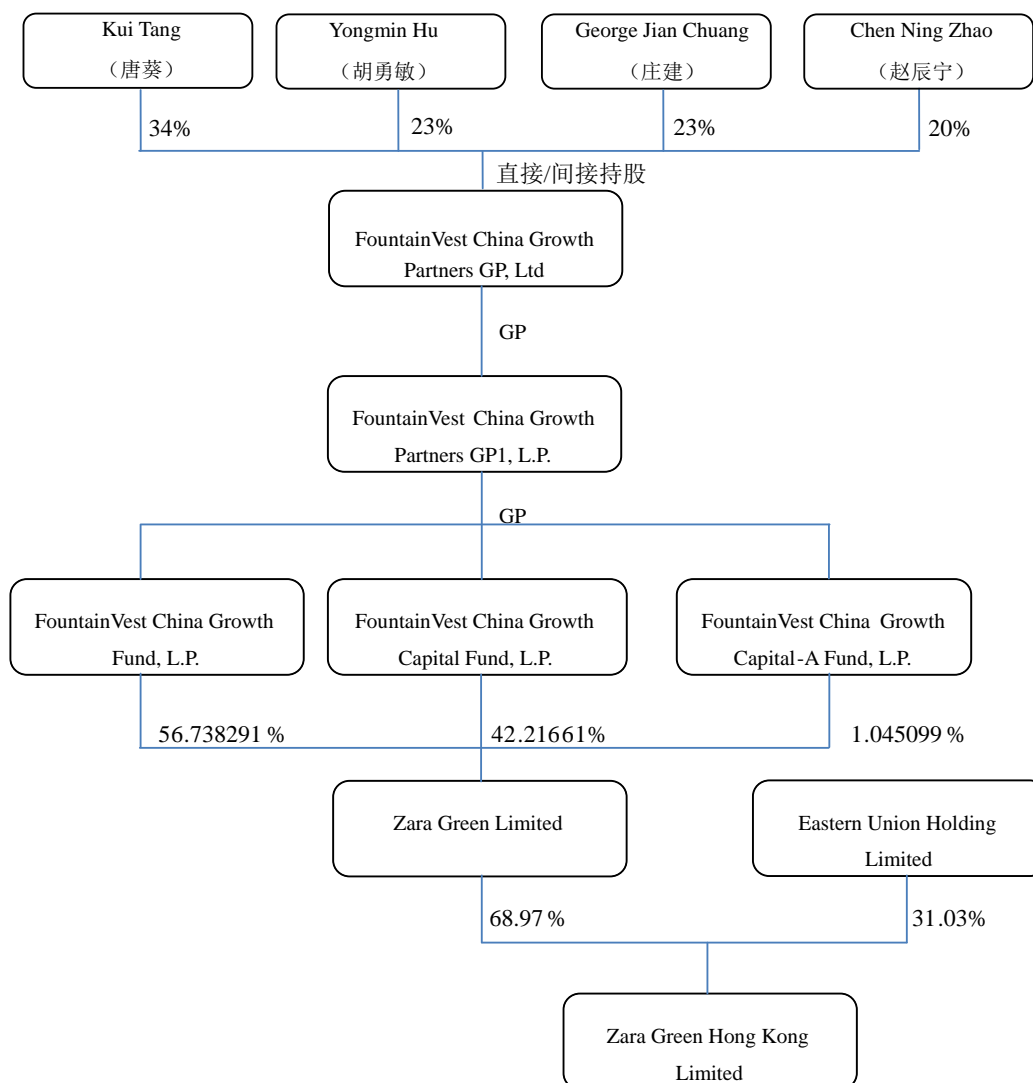 Kui Tang
（唐葵）
Yongmin Hu
（胡勇敏）
George Jian Chuang
（庄建）
Chen Ning Zhao
（赵辰宁）
34%
23%
23%
20%
直接/间接持股
FountainVest China Growth
Partners GP, Ltd
GP
FountainVest China Growth
Partners GP1, L.P.
GP
FountainVest China Growth
Fund, L.P.
FountainVest China Growth
Capital Fund, L.P.
FountainVest China Growth
Capital-A Fund, L.P.
56.738291%
42.21661%
1.045099%
Zara Green Limited
Eastern Union Holding
Limited
68.97%
31.03%
Zara Green Hong Kong
Limited